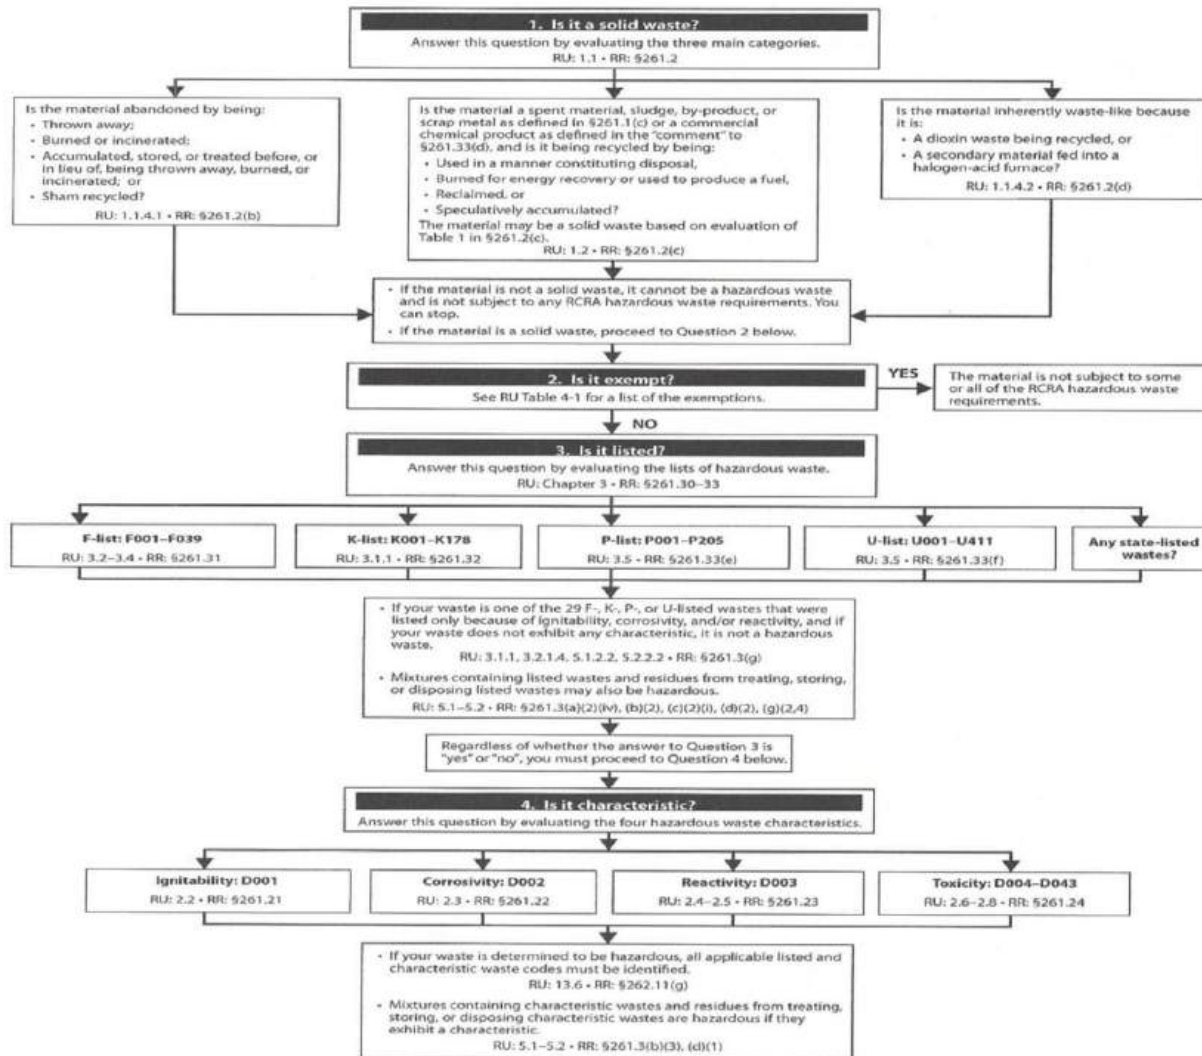 1. Is it a solid waste?
Answer this question by evaluating the three main categories.
RU: 1.1 • RR: §261.2
Is the material abandoned by being:
• Thrown away;
• Burned or incinerated;
• Accumulated, stored, or treated before, or
in lieu of, being thrown away, burned, or
incinerated; or
• Sham recycled?
RU: 1.1.4.1 • RR: §261.2(b)
Is the material a spent material, sludge, by-product, or
scrap metal as defined in §261.1(c) or a commercial
chemical product as defined in the "comment" to
§261.33(d), and is it being recycled by being:
• Used in a manner constituting disposal,
• Burned for energy recovery or used to produce a fuel,
• Reclaimed, or
• Speculatively accumulated?
The material may be a solid waste based on evaluation of
Table 1 in §261.2(c).
RU: 1.2 • RR: §261.2(c)
Is the material inherently waste-like because
it is:
• A dioxin waste being recycled, or
• A secondary material fed into a
halogen-acid furnace?
RU: 1.1.4.2 • RR: §261.2(d)
• If the material is not a solid waste, it cannot be a hazardous waste
and is not subject to any RCRA hazardous waste requirements. You
can stop.
• If the material is a solid waste, proceed to Question 2 below.
2. Is it exempt?
See RU Table 4-1 for a list of the exemptions.
YES
The material is not subject to some
or all of the RCRA hazardous waste
requirements.
NO
3. Is it listed?
Answer this question by evaluating the lists of hazardous waste.
RU: Chapter 3 • RR: §261.30–33
F-list: F001–F039
RU: 3.2–3.4 • RR: §261.31
K-list: K001–K178
RU: 3.1.1 • RR: §261.32
P-list: P001–P205
RU: 3.5 • RR: §261.33(e)
U-list: U001–U411
RU: 3.5 • RR: §261.33(f)
Any state-listed
wastes?
• If your waste is one of the 29 F-, K-, P-, or U-listed wastes that were
listed only because of ignitability, corrosivity, and/or reactivity, and if
your waste does not exhibit any characteristic, it is not a hazardous
waste.
RU: 3.1.1, 3.2.1.4, 5.1.2.2, 5.2.2.2 • RR: §261.3(g)
• Mixtures containing listed wastes and residues from treating, storing,
or disposing listed wastes may also be hazardous.
RU: 5.1–5.2 • RR: §261.3(a)(2)(iv), (b)(2), (c)(2)(i), (d)(2), (g)(2,4)
Regardless of whether the answer to Question 3 is
"yes" or "no", you must proceed to Question 4 below.
4. Is it characteristic?
Answer this question by evaluating the four hazardous waste characteristics.
Ignitability: D001
RU: 2.2 • RR: §261.21
Corrosivity: D002
RU: 2.3 • RR: §261.22
Reactivity: D003
RU: 2.4–2.5 • RR: §261.23
Toxicity: D004–D043
RU: 2.6–2.8 • RR: §261.24
• If your waste is determined to be hazardous, all applicable listed and
characteristic waste codes must be identified.
RU: 13.6 • RR: §262.11(g)
• Mixtures containing characteristic wastes and residues from treating,
storing, or disposing characteristic wastes are hazardous if they
exhibit a characteristic.
RU: 5.1–5.2 • RR: §261.3(b)(3), (d)(1)